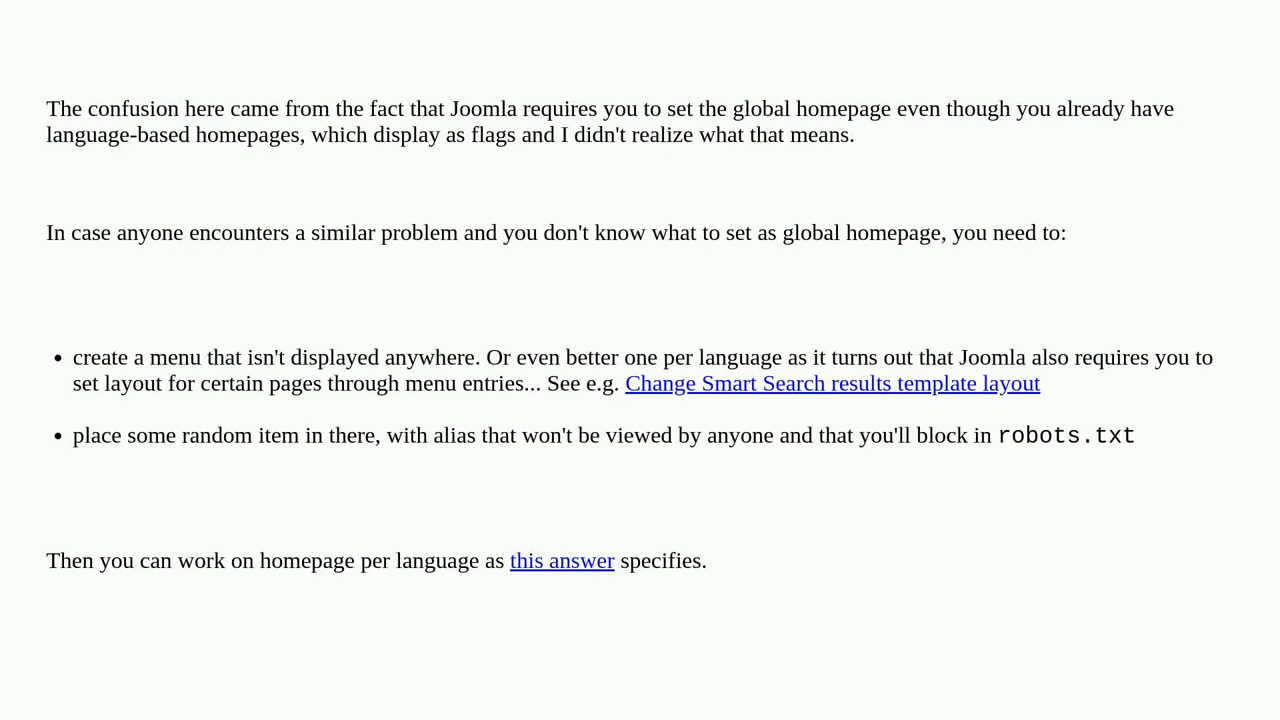 The confusion here came from the fact that Joomla requires you to set the global homepage even though you already have
language-based homepages, which display as flags and I didn't realize what that means.
In case anyone encounters a similar problem and you don't know what to set as global homepage, you need to:
• create a menu that isn't displayed anywhere. Or even better one per language as it turns out that Joomla also requires you to
set layout for certain pages through menu entries... See e.g. Change Smart Search results template layout
• place some random item in there, with alias that won't be viewed by anyone and that you'll block in robots.txt
Then you can work on homepage per language as this answer specifies.